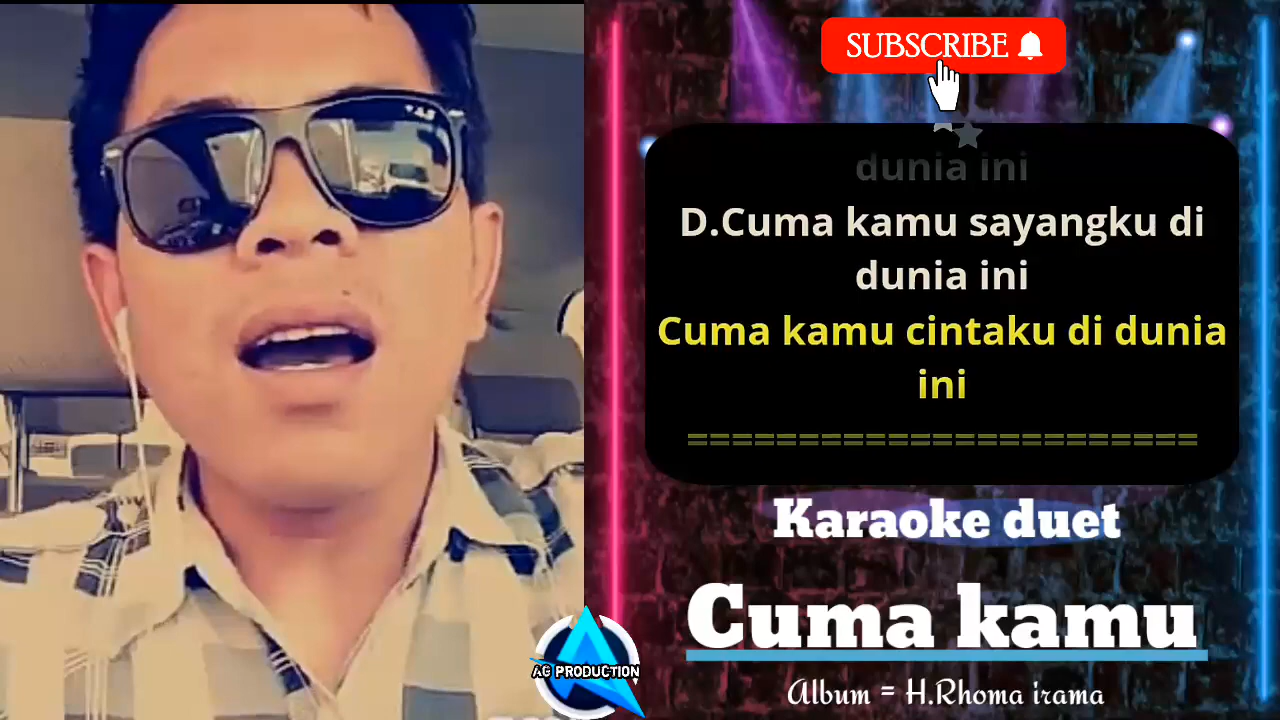 SUBSCRIBE
dunia ini
D.Cuma kamu sayangku di
dunia ini
Cuma kamu cintaku di dunia
ini
=======================
Karaoke duet
Cuma kamu
AG PRODUCTION
Album = H.Rhoma irama